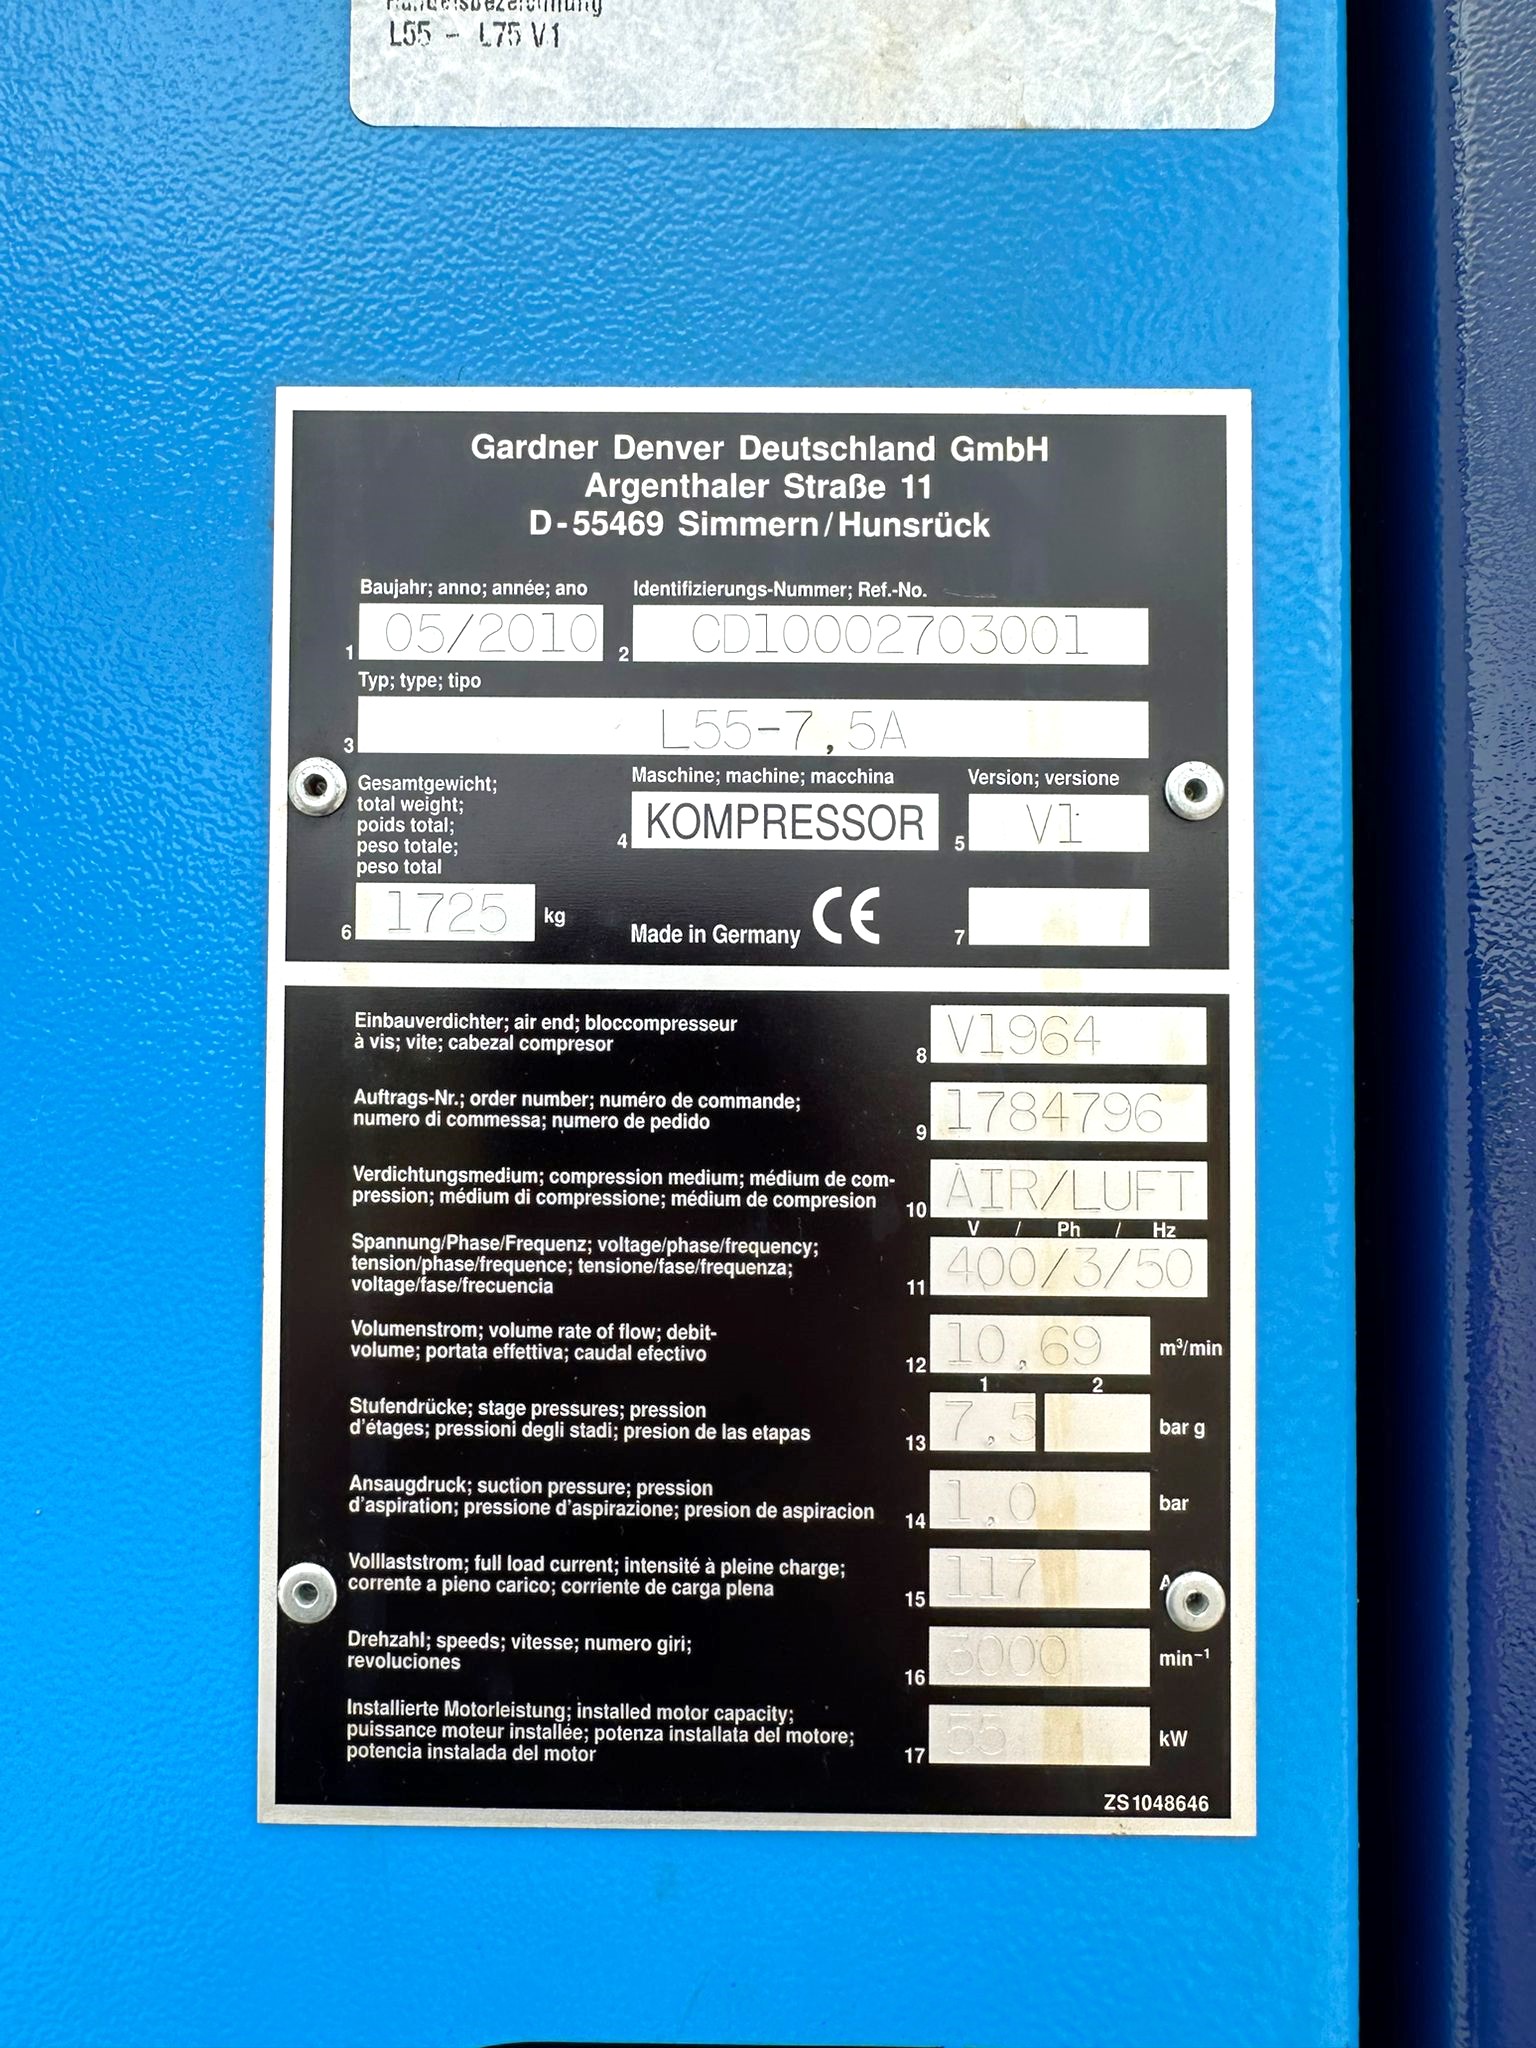 Handelsbezeichnung
L55 - L75 V1
Gardner Denver Deutschland GmbH
Argenthaler Straße 11
D-55469 Simmern/Hunsrück
Baujahr; anno; année; ano
Identifizierungs-Nummer; Ref.-No.
1 05/2010
2 CD10002703001
Typ; type; tipo
3 L55-7,5A
Gesamtgewicht;
total weight;
poids total;
peso totale;
peso total
Maschine; machine; macchina
4 KOMPRESSOR
Version; versione
5 V1
6 1725 kg
Made in Germany CE
7
Einbauverdichter; air end; bloccompresseur
à vis; vite; cabezal compresor
8 V1964
Auftrags-Nr.; order number; numéro de commande;
numero di commessa; numero de pedido
9 1784796
Verdichtungsmedium; compression medium; médium de com-
pression; médium di compressione; médium de compresion
10 AIR/LUFT
V / Ph / Hz
Spannung/Phase/Frequenz; voltage/phase/frequency;
tension/phase/frequence; tensione/fase/frequenza;
voltage/fase/frecuencia
11 400/3/50
Volumenstrom; volume rate of flow; debit-
volume; portata effettiva; caudal efectivo
12 10,69 m³/min
1 2
Stufendrücke; stage pressures; pression
d'étages; pressioni degli stadi; presion de las etapas
13 7,5 bar g
Ansaugdruck; suction pressure; pression
d'aspiration; pressione d'aspirazione; presion de aspiracion
14 1,0 bar
Volllaststrom; full load current; intensité à pleine charge;
corrente a pieno carico; corriente de carga plena
15 117 A
Drehzahl; speeds; vitesse; numero giri;
revoluciones
16 3000 min⁻¹
Installierte Motorleistung; installed motor capacity;
puissance moteur installée; potenza installata del motore;
potencia instalada del motor
17 55 kW
ZS1048646